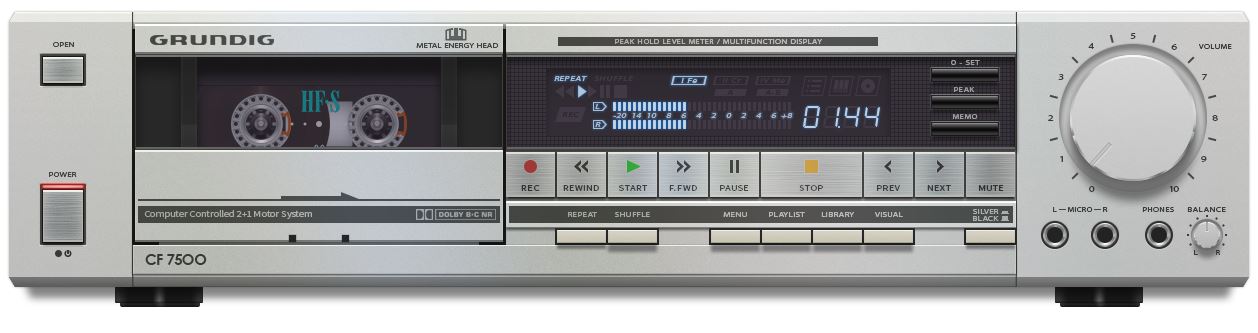 OPEN
GRUNDIG
METAL ENERGY HEAD
PEAK HOLD LEVEL METER / MULTIFUNCTION DISPLAY
HF-S
REPEAT SHUFFLE
I Fe II Cr IV Me
REC
L
-20 14 10 8 6 4 2 0 2 4 6 +8
R
01.44
0 - SET
PEAK
MEMO
VOLUME
0 1 2 3 4 5 6 7 8 9 10
POWER
REC REWIND START F.FWD PAUSE STOP PREV NEXT MUTE
Computer Controlled 2+1 Motor System
DOLBY B-C NR
REPEAT SHUFFLE MENU PLAYLIST LIBRARY VISUAL
SILVER
BLACK
L—MICRO—R PHONES BALANCE
L R
CF 7500